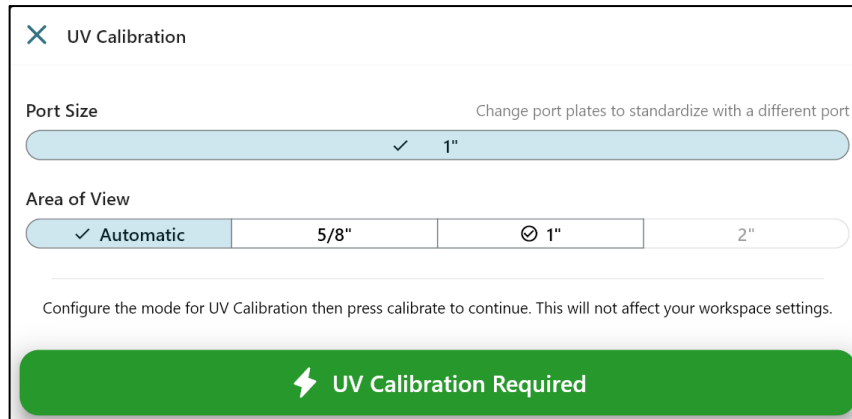 UV Calibration
Port Size
Change port plates to standardize with a different port
1"
Area of View
Automatic
5/8"
1"
2"
Configure the mode for UV Calibration then press calibrate to continue. This will not affect your workspace settings.
UV Calibration Required